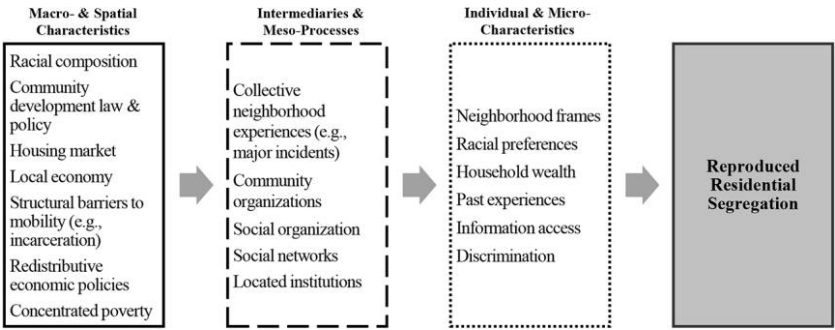 Macro- & Spatial
Characteristics
Racial composition
Community
development law &
policy
Housing market
Local economy
Structural barriers to
mobility (e.g.,
incarceration)
Redistributive
economic policies
Concentrated poverty
Intermediaries &
Meso-Processes
Collective
neighborhood
experiences (e.g.,
major incidents)
Community
organizations
Social organization
Social networks
Located institutions
Individual & Micro-
Characteristics
Neighborhood frames
Racial preferences
Household wealth
Past experiences
Information access
Discrimination
Reproduced
Residential
Segregation